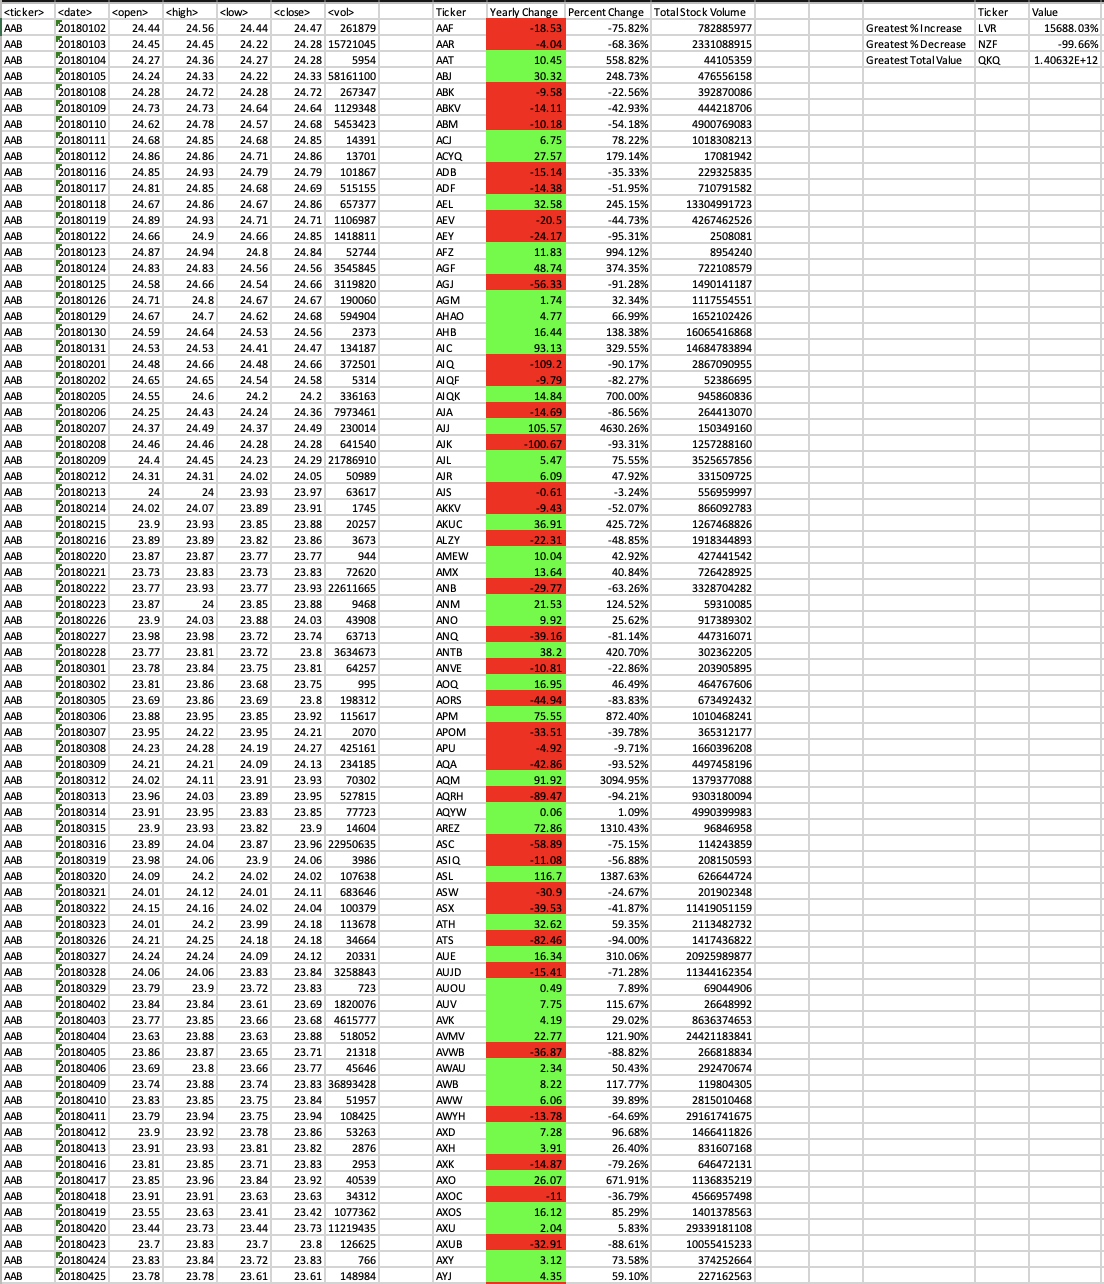 <ticker> <date> <open> <high> <low> <close> <vol> Ticker Yearly Change Percent Change Total Stock Volume Ticker Value
AAB 20180102 24.44 24.56 24.44 24.47 261879 AAF -18.53 -75.82% 782885977 Greatest % Increase LVR 15688.03%
AAB 20180103 24.45 24.45 24.22 24.28 15721045 AAR -4.04 -68.36% 2331088915 Greatest % Decrease NZF -99.66%
AAB 20180104 24.27 24.36 24.27 24.28 5954 AAT 10.45 558.82% 44105359 Greatest Total Value QKQ 1.40632E+12
AAB 20180105 24.24 24.33 24.22 24.33 58161100 ABJ 30.32 248.73% 476556158
AAB 20180108 24.28 24.72 24.28 24.72 267347 ABK -9.58 -22.56% 392870086
AAB 20180109 24.73 24.73 24.64 24.64 1129348 ABKV -14.11 -42.93% 444218706
AAB 20180110 24.62 24.78 24.57 24.68 5453423 ABM -10.18 -54.18% 4900769083
AAB 20180111 24.68 24.85 24.68 24.85 14391 ACJ 6.75 78.22% 1018308213
AAB 20180112 24.86 24.86 24.71 24.86 13701 ACYQ 27.57 179.14% 17081942
AAB 20180116 24.85 24.93 24.79 24.79 101867 ADB -15.14 -35.33% 229325835
AAB 20180117 24.81 24.85 24.68 24.69 515155 ADF -14.38 -51.95% 710791582
AAB 20180118 24.67 24.86 24.67 24.86 657377 AEL 32.58 245.15% 13304991723
AAB 20180119 24.89 24.93 24.71 24.71 1106987 AEV -20.5 -44.73% 4267462526
AAB 20180122 24.66 24.9 24.66 24.85 1418811 AEY -24.17 -95.31% 2508081
AAB 20180123 24.87 24.94 24.8 24.84 52744 AFZ 11.83 994.12% 8954240
AAB 20180124 24.83 24.83 24.56 24.56 3545845 AGF 48.74 374.35% 722108579
AAB 20180125 24.58 24.66 24.54 24.66 3119820 AGJ -56.33 -91.28% 1490141187
AAB 20180126 24.71 24.8 24.67 24.67 190060 AGM 1.74 32.34% 1117554551
AAB 20180129 24.67 24.7 24.62 24.68 594904 AHAO 4.77 66.99% 1652102426
AAB 20180130 24.59 24.64 24.53 24.56 2373 AHB 16.44 138.38% 16065416868
AAB 20180131 24.53 24.53 24.41 24.47 134187 AIC 93.13 329.55% 14684783894
AAB 20180201 24.48 24.66 24.48 24.66 372501 AIQ -109.2 -90.17% 2867090955
AAB 20180202 24.65 24.65 24.54 24.58 5314 AIQF -9.79 -82.27% 52386695
AAB 20180205 24.55 24.6 24.2 24.2 336163 AIQK 14.84 700.00% 945860836
AAB 20180206 24.25 24.43 24.24 24.36 7973461 AJA -14.69 -86.56% 264413070
AAB 20180207 24.37 24.49 24.37 24.49 230014 AJJ 105.57 4630.26% 150349160
AAB 20180208 24.46 24.46 24.28 24.28 641540 AJK -100.67 -93.31% 1257288160
AAB 20180209 24.4 24.45 24.23 24.29 21786910 AJL 5.47 75.55% 3525657856
AAB 20180212 24.31 24.31 24.02 24.05 50989 AJR 6.09 47.92% 331509725
AAB 20180213 24 24 23.93 23.97 63617 AJS -0.61 -3.24% 556959997
AAB 20180214 24.02 24.07 23.89 23.91 1745 AKKV -9.43 -52.07% 866092783
AAB 20180215 23.9 23.93 23.85 23.88 20257 AKUC 36.91 425.72% 1267468826
AAB 20180216 23.89 23.89 23.82 23.86 3673 ALZY -22.31 -48.85% 1918344893
AAB 20180220 23.87 23.87 23.77 23.77 944 AMEW 10.04 42.92% 427441542
AAB 20180221 23.73 23.83 23.73 23.83 72620 AMX 13.64 40.84% 726428925
AAB 20180222 23.77 23.93 23.77 23.93 22611665 ANB -29.77 -63.26% 3328704282
AAB 20180223 23.87 24 23.85 23.88 9468 ANM 21.53 124.52% 59310085
AAB 20180226 23.9 24.03 23.88 24.03 43908 ANO 9.92 25.62% 917389302
AAB 20180227 23.98 23.98 23.72 23.74 63713 ANQ -39.16 -81.14% 447316071
AAB 20180228 23.77 23.81 23.72 23.8 3634673 ANTB 38.2 420.70% 302362205
AAB 20180301 23.78 23.84 23.75 23.81 64257 ANVE -10.81 -22.86% 203905895
AAB 20180302 23.81 23.86 23.68 23.75 995 AOQ 16.95 46.49% 464767606
AAB 20180305 23.69 23.86 23.69 23.8 198312 AORS -44.94 -83.83% 673492432
AAB 20180306 23.88 23.95 23.85 23.92 115617 APM 75.55 872.40% 1010468241
AAB 20180307 23.95 24.22 23.95 24.21 2070 APOM -33.51 -39.78% 365312177
AAB 20180308 24.23 24.28 24.19 24.27 425161 APU -4.92 -9.71% 1660396208
AAB 20180309 24.21 24.21 24.09 24.13 234185 AQA -42.86 -93.52% 4497458196
AAB 20180312 24.02 24.11 23.91 23.93 70302 AQM 91.92 3094.95% 1379377088
AAB 20180313 23.96 24.03 23.89 23.95 527815 AQRH -89.47 -94.21% 9303180094
AAB 20180314 23.91 23.95 23.83 23.85 77723 AQYW 0.06 1.09% 4990399983
AAB 20180315 23.9 23.93 23.82 23.9 14604 AREZ 72.86 1310.43% 96846958
AAB 20180316 23.89 24.04 23.87 23.96 22950635 ASC -58.89 -75.15% 114243859
AAB 20180319 23.98 24.06 23.9 24.06 3986 ASIQ -11.08 -56.88% 208150593
AAB 20180320 24.09 24.2 24.02 24.02 107638 ASL 116.7 1387.63% 626644724
AAB 20180321 24.01 24.12 24.01 24.11 683646 ASW -30.9 -24.67% 201902348
AAB 20180322 24.15 24.16 24.02 24.04 100379 ASX -39.53 -41.87% 11419051159
AAB 20180323 24.01 24.2 23.99 24.18 113678 ATH 32.62 59.35% 2113482732
AAB 20180326 24.21 24.25 24.18 24.18 34664 ATS -82.46 -94.00% 1417436822
AAB 20180327 24.24 24.24 24.09 24.12 20331 AUE 16.34 310.06% 20925989877
AAB 20180328 24.06 24.06 23.83 23.84 3258843 AUJD -15.41 -71.28% 11344162354
AAB 20180329 23.79 23.9 23.72 23.83 723 AUOU 0.49 7.89% 69044906
AAB 20180402 23.84 23.84 23.61 23.69 1820076 AUV 7.75 115.67% 26648992
AAB 20180403 23.77 23.85 23.66 23.68 4615777 AVK 4.19 29.02% 8636374653
AAB 20180404 23.63 23.88 23.63 23.88 518052 AVMV 22.77 121.90% 24421183841
AAB 20180405 23.86 23.87 23.65 23.71 21318 AVWB -36.87 -88.82% 266818834
AAB 20180406 23.69 23.8 23.66 23.77 45646 AWAU 2.34 50.43% 292470674
AAB 20180409 23.74 23.88 23.74 23.83 36893428 AWB 8.22 117.77% 119804305
AAB 20180410 23.83 23.85 23.75 23.84 51957 AWW 6.06 39.89% 2815010468
AAB 20180411 23.79 23.94 23.75 23.94 108425 AWYH -13.78 -64.69% 29161741675
AAB 20180412 23.9 23.92 23.78 23.86 53263 AXD 7.28 96.68% 1466411826
AAB 20180413 23.91 23.93 23.81 23.82 2876 AXH 3.91 26.40% 831607168
AAB 20180416 23.81 23.85 23.71 23.83 2953 AXK -14.87 -79.26% 646472131
AAB 20180417 23.85 23.96 23.84 23.92 40539 AXO 26.07 671.91% 1136835219
AAB 20180418 23.91 23.91 23.63 23.63 34312 AXOC -11 -36.79% 4566957498
AAB 20180419 23.55 23.63 23.41 23.42 1077362 AXOS 16.12 85.29% 1401378563
AAB 20180420 23.44 23.73 23.44 23.73 11219435 AXU 2.04 5.83% 29339181108
AAB 20180423 23.7 23.83 23.7 23.8 126625 AXUB -32.91 -88.61% 10055415233
AAB 20180424 23.83 23.84 23.72 23.83 766 AXY 3.12 73.58% 374252664
AAB 20180425 23.78 23.78 23.61 23.61 148984 AYJ 4.35 59.10% 227162563